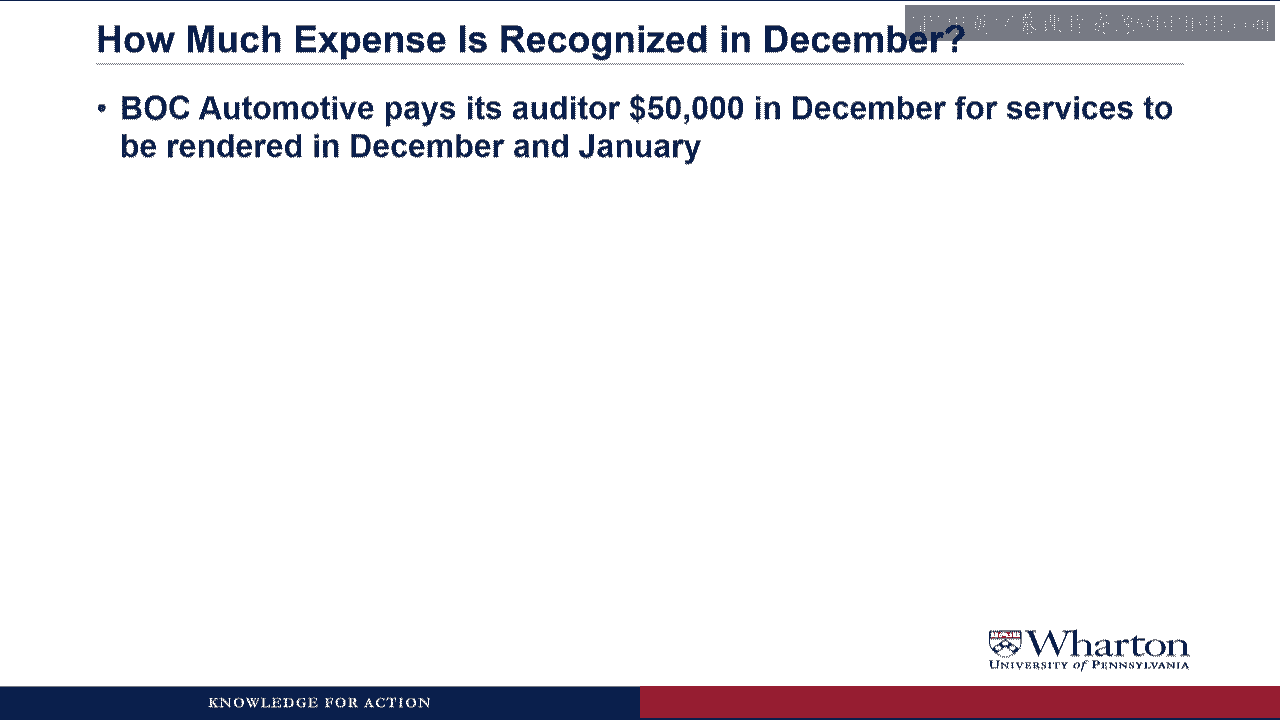 How Much Expense Is Recognized in December?
• BOC Automotive pays its auditor $50,000 in December for services to
be rendered in December and January
Wharton
UNIVERSITY of PENNSYLVANIA
KNOWLEDGE FOR ACTION